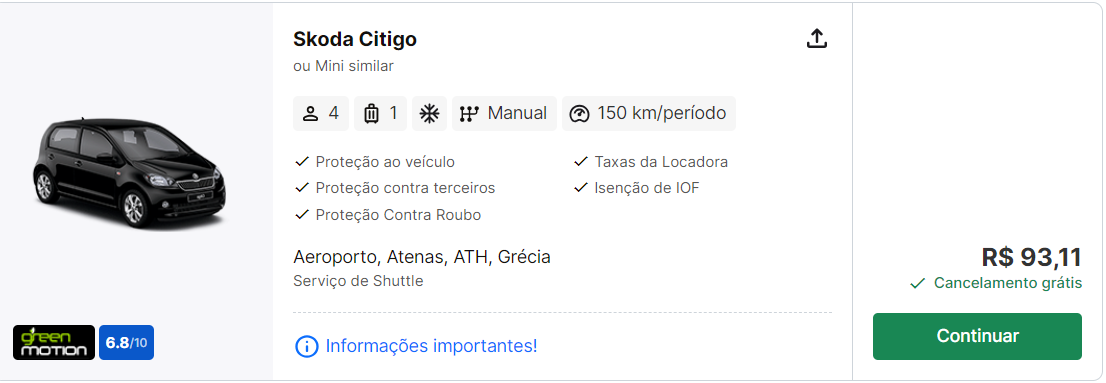 Skoda Citigo
ou Mini similar
4 1 Manual 150 km/período
Proteção ao veículo
Taxas da Locadora
Proteção contra terceiros
Isenção de IOF
Proteção Contra Roubo
Aeroporto, Atenas, ATH, Grécia
Serviço de Shuttle
R$ 93,11
Cancelamento grátis
green
MOTION
6.8/10
Informações importantes!
Continuar